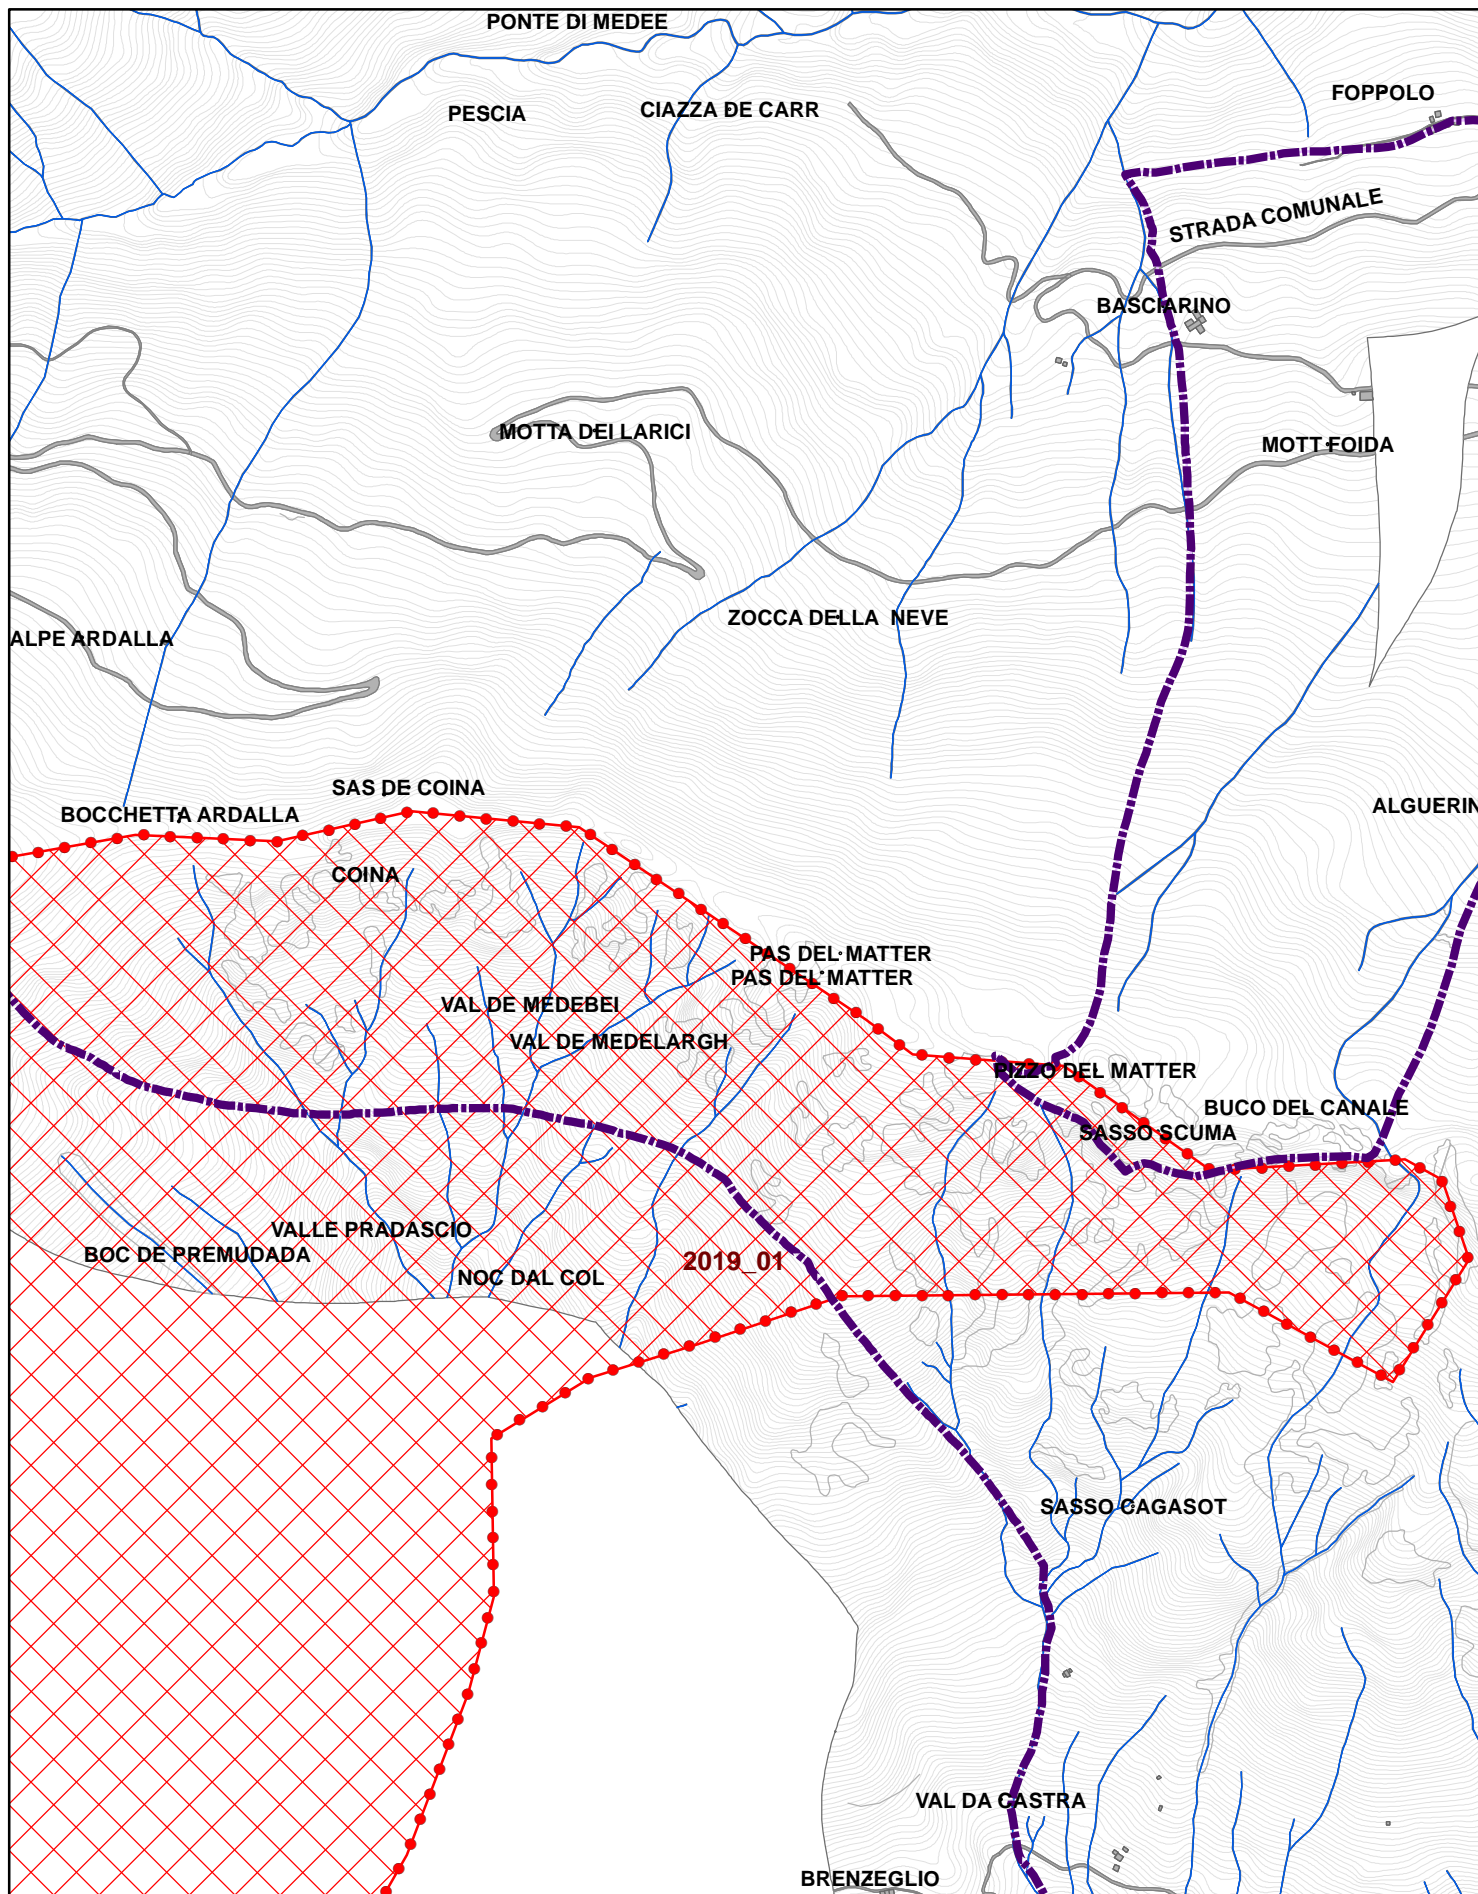 PONTE DI MEDEE
FOPPOLO
CIAZZA DE CARR
PESCIA
STRADA COMUNALE
BASCIARINO
MOTTA DEI LARICI
MOTT FOIDA
ZOCCA DELLA NEVE
ALPE ARDALLA
SAS DE COINA
ALGUERIN
BOCCHETTA ARDALLA
COINA
PAS DEL MATTER
PAS DEL MATTER
VAL DE MEDEBEI
VAL DE MEDELARGH
PIZZO DEL MATTER
BUCO DEL CANALE
SASSO SCUMA
VALLE PRADASCIO
BOC DE PREMUDADA
2019_01
NOC DAL COL
SASSO CAGASOT
VAL DA CASTRA
BRENZEGLIO